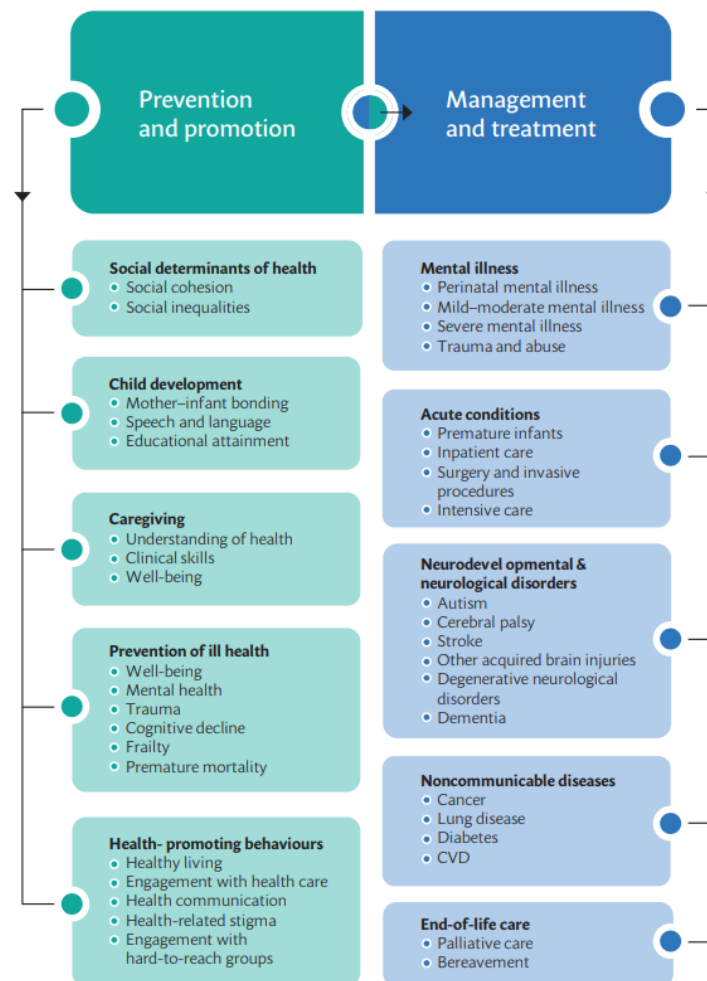 Prevention
and promotion
Management
and treatment
Social determinants of health
Social cohesion
Social inequalities
Child development
Mother–infant bonding
Speech and language
Educational attainment
Caregiving
Understanding of health
Clinical skills
Well-being
Prevention of ill health
Well-being
Mental health
Trauma
Cognitive decline
Frailty
Premature mortality
Health- promoting behaviours
Healthy living
Engagement with health care
Health communication
Health-related stigma
Engagement with
hard-to-reach groups
Mental illness
Perinatal mental illness
Mild–moderate mental illness
Severe mental illness
Trauma and abuse
Acute conditions
Premature infants
Inpatient care
Surgery and invasive
procedures
Intensive care
Neurodevel opmental &
neurological disorders
Autism
Cerebral palsy
Stroke
Other acquired brain injuries
Degenerative neurological
disorders
Dementia
Noncommunicable diseases
Cancer
Lung disease
Diabetes
CVD
End-of-life care
Palliative care
Bereavement